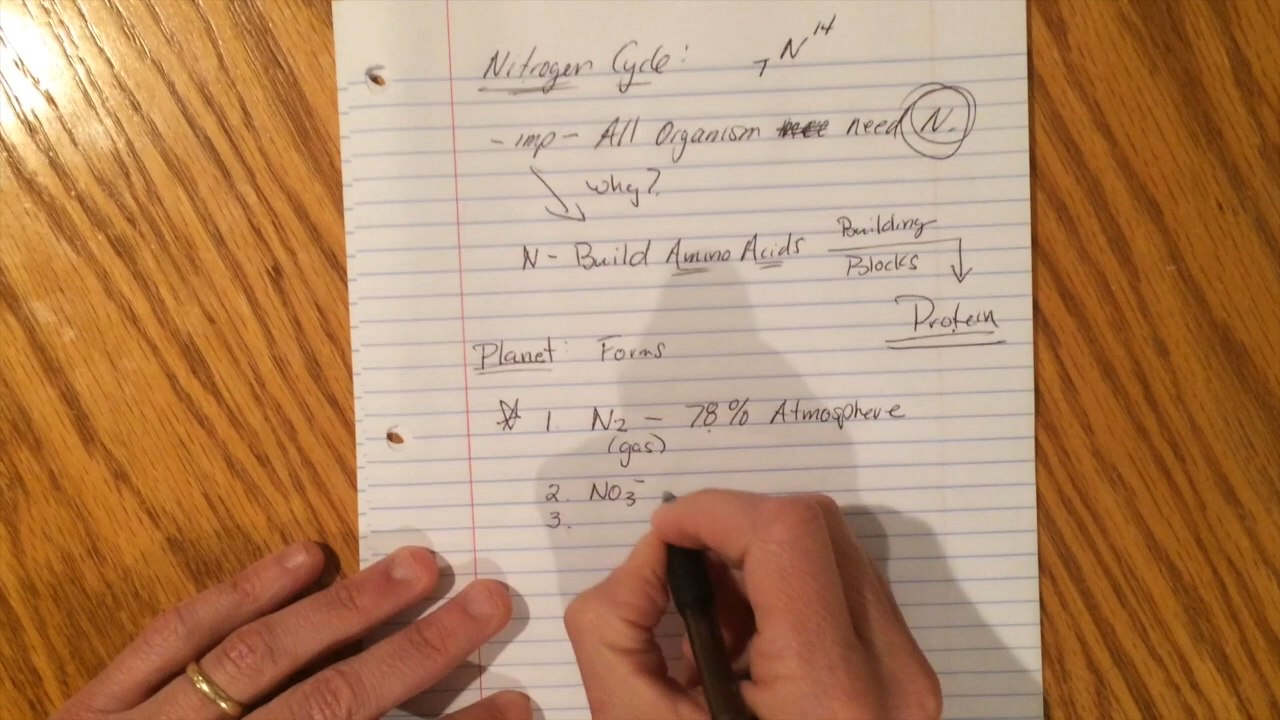 Nitrogen Cycle: 7N14
- imp - All Organism need N.
why?
N - Build Amino Acids Building Blocks
Protein
Planet: Forms
☆ 1. N2 - 78% Atmosphere
(gas)
2. NO3-
3.